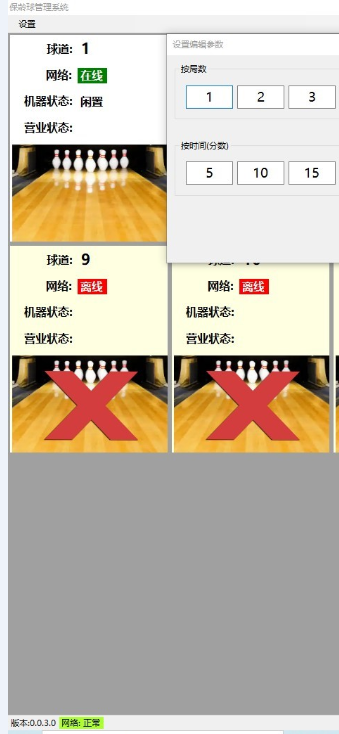 保龄球管理系统
设置
球道: 1
网络: 在线
机器状态: 闲置
营业状态:
设置编辑参数
按局数
1 2 3
按时间(分数)
5 10 15
球道: 9
网络: 离线
机器状态:
营业状态:
网络: 离线
机器状态:
营业状态:
版本:0.0.3.0 网络: 正常